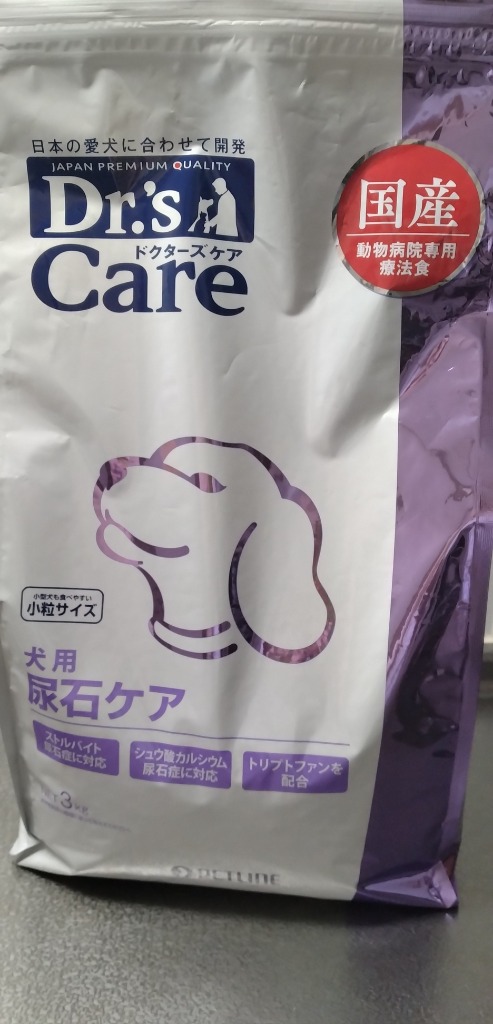 日本の愛犬に合わせて開発
JAPAN PREMIUM QUALITY
Dr.'s
ドクターズケア
Care
国産
動物病院専用
療法食
小型犬も食べやすい
小粒サイズ
犬用
尿石ケア
ストルバイト
尿石症に対応
シュウ酸カルシウム
尿石症に対応
トリプトファンを
配合
NET 3kg
PETLINE